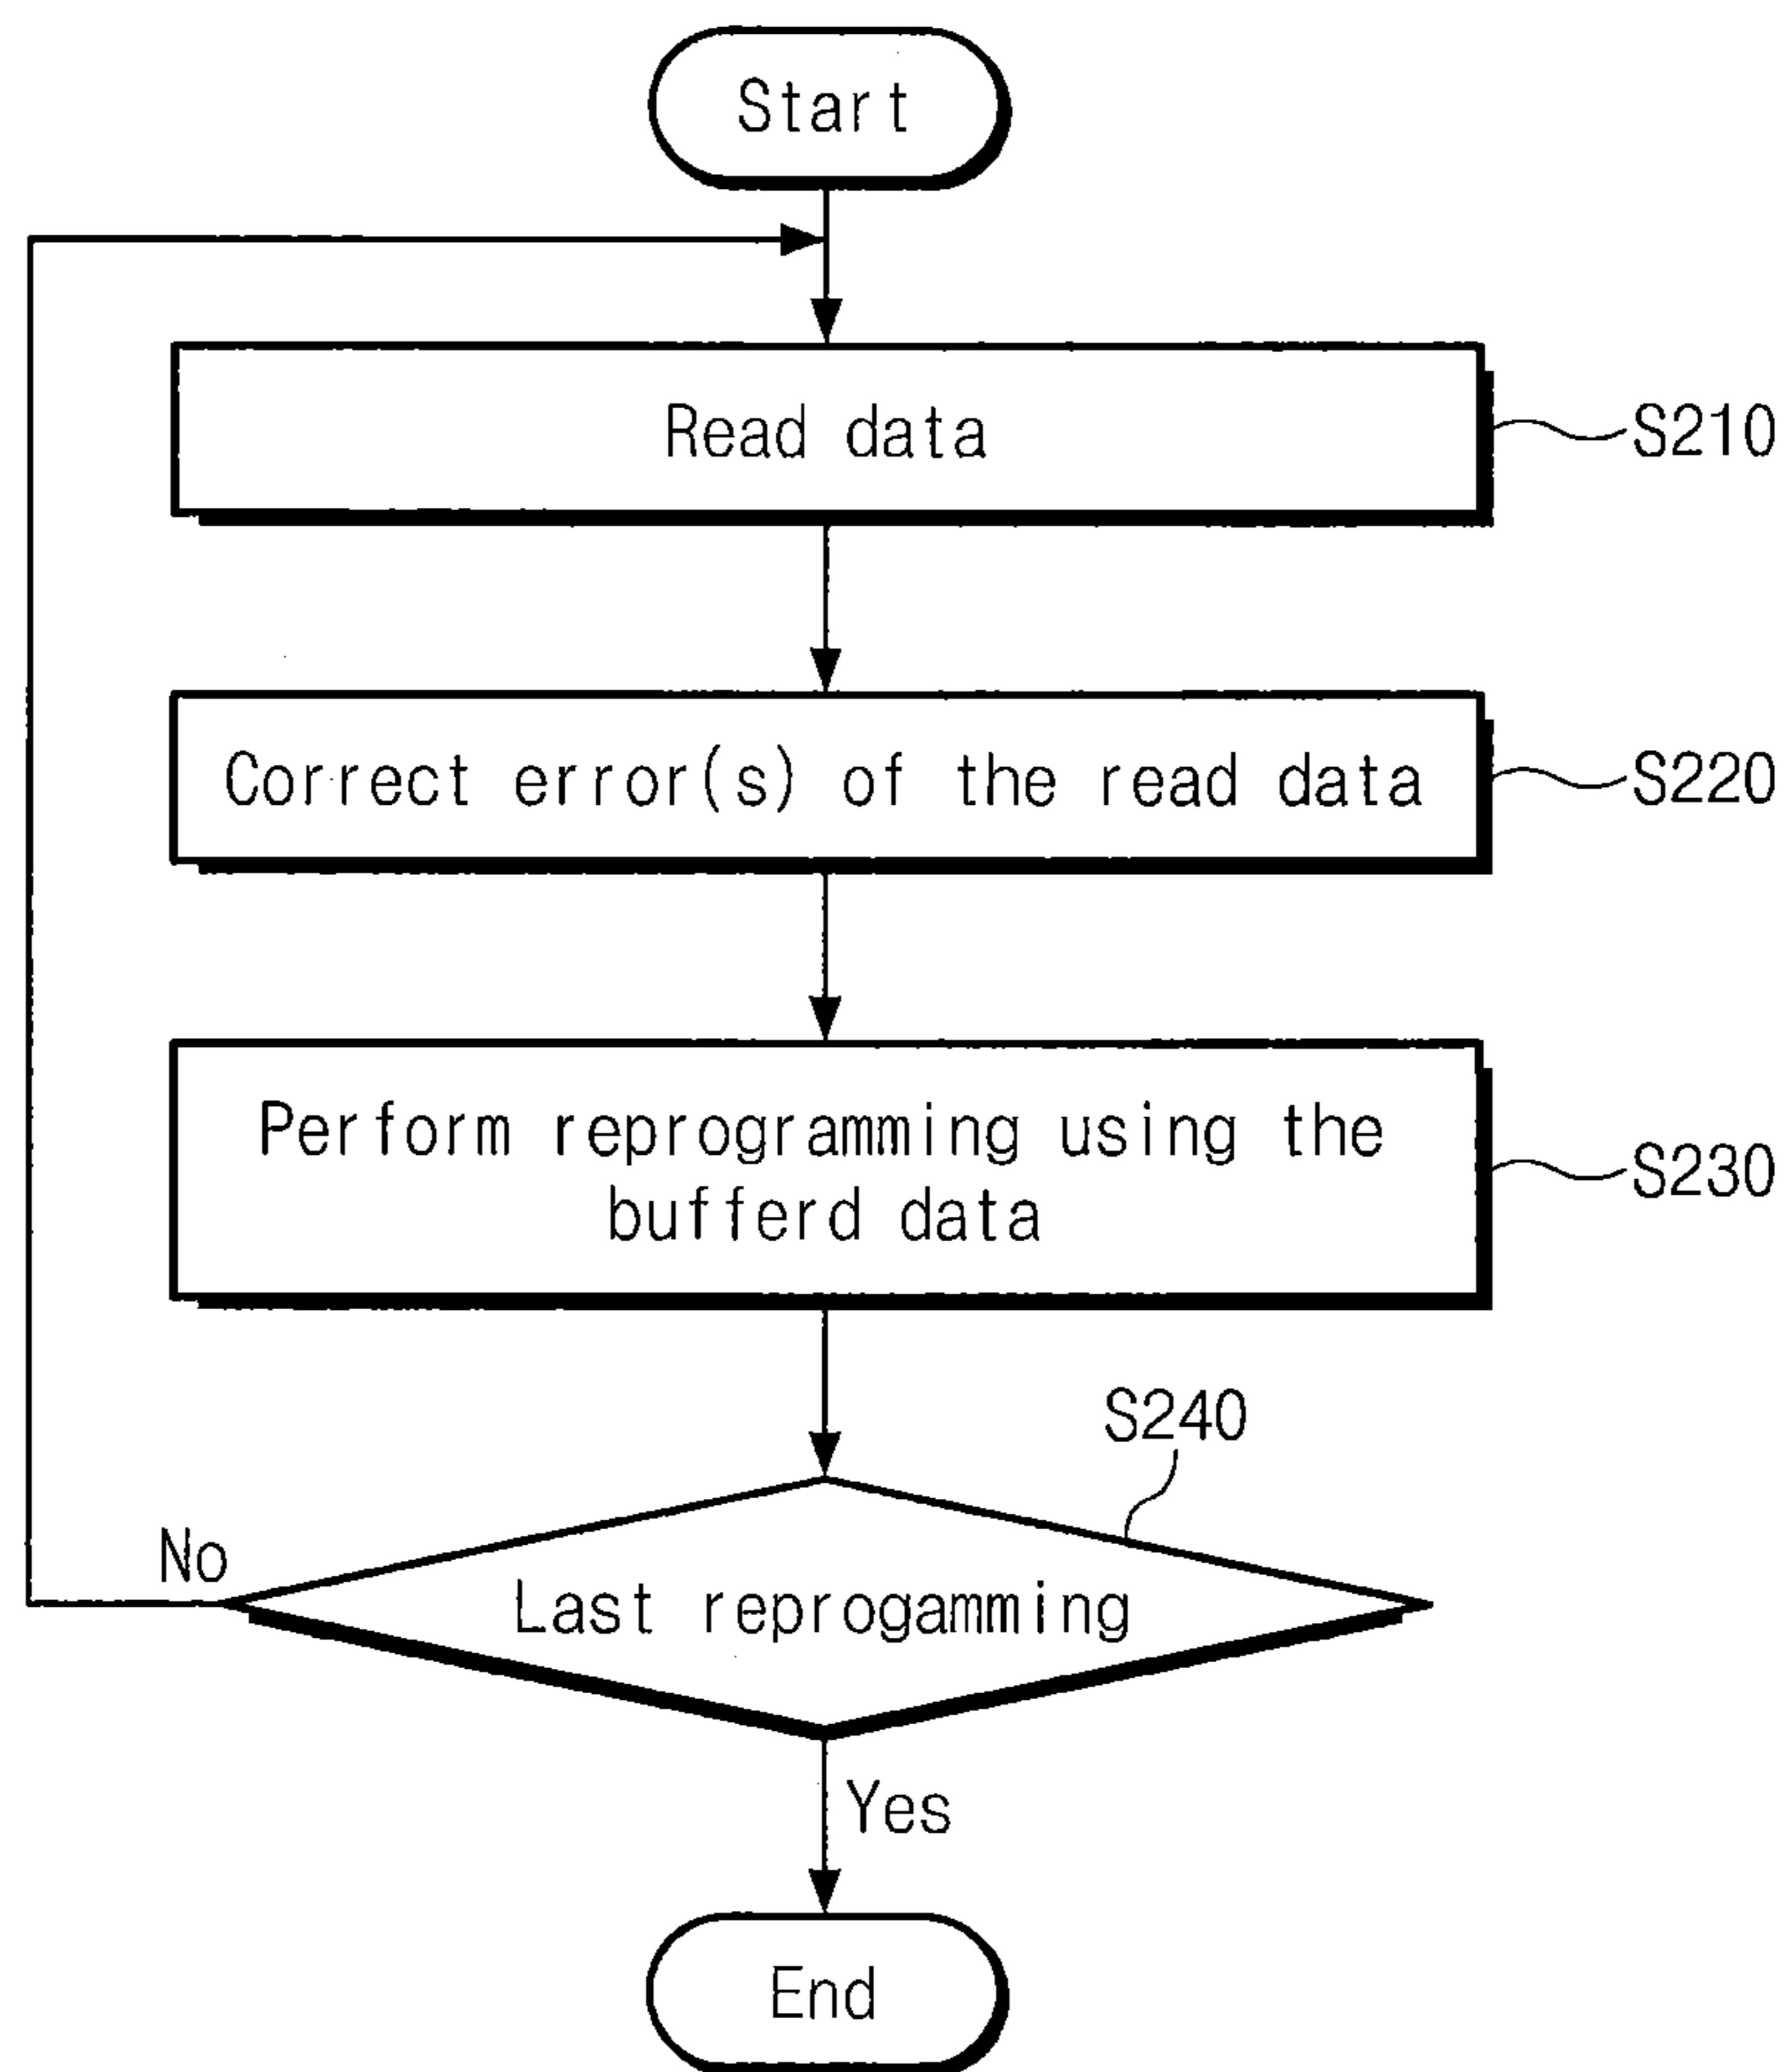 Start
Read data
S210
Correct error(s) of the read data
S220
Perform reprogramming using the
bufferd data
S230
S240
No
Last reprogamming
Yes
End